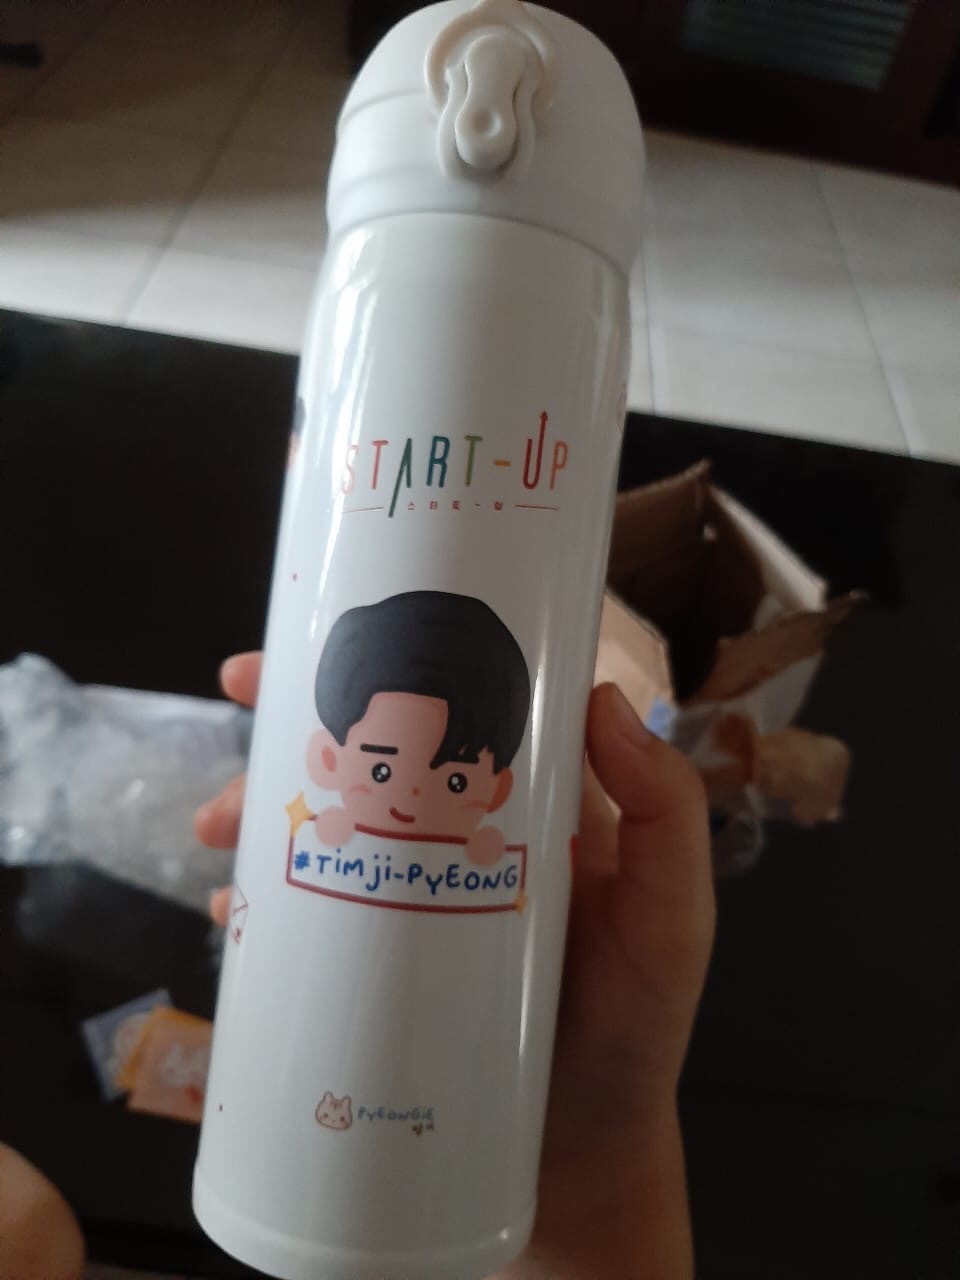 START-UP
스타트-업
#TiMji-PyEONG
PyEONGiE